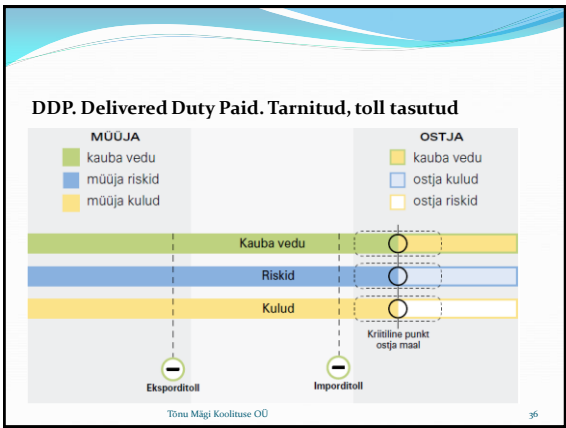 DDP. Delivered Duty Paid. Tarnitud, toll tasutud
MÜÜJA
kauba vedu
müüja riskid
müüja kulud
OSTJA
kauba vedu
ostja kulud
ostja riskid
Kauba vedu
Riskid
Kulud
Kriitiline punkt
ostja maal
Eksporditoll
Imporditoll
Tõnu Mägi Koolituse OÜ
36